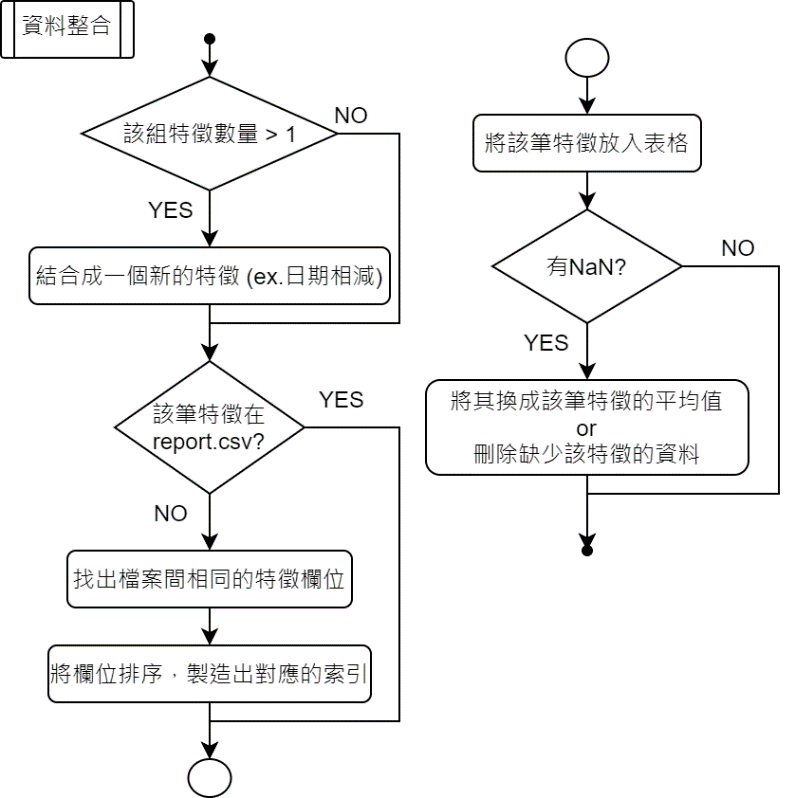 資料整合
該組特徵數量 > 1
NO
YES
結合成一個新的特徵 (ex.日期相減)
該筆特徵在
report.csv?
YES
NO
找出檔案間相同的特徵欄位
將欄位排序，製造出對應的索引
將該筆特徵放入表格
有NaN?
NO
YES
將其換成該筆特徵的平均值
or
刪除缺少該特徵的資料